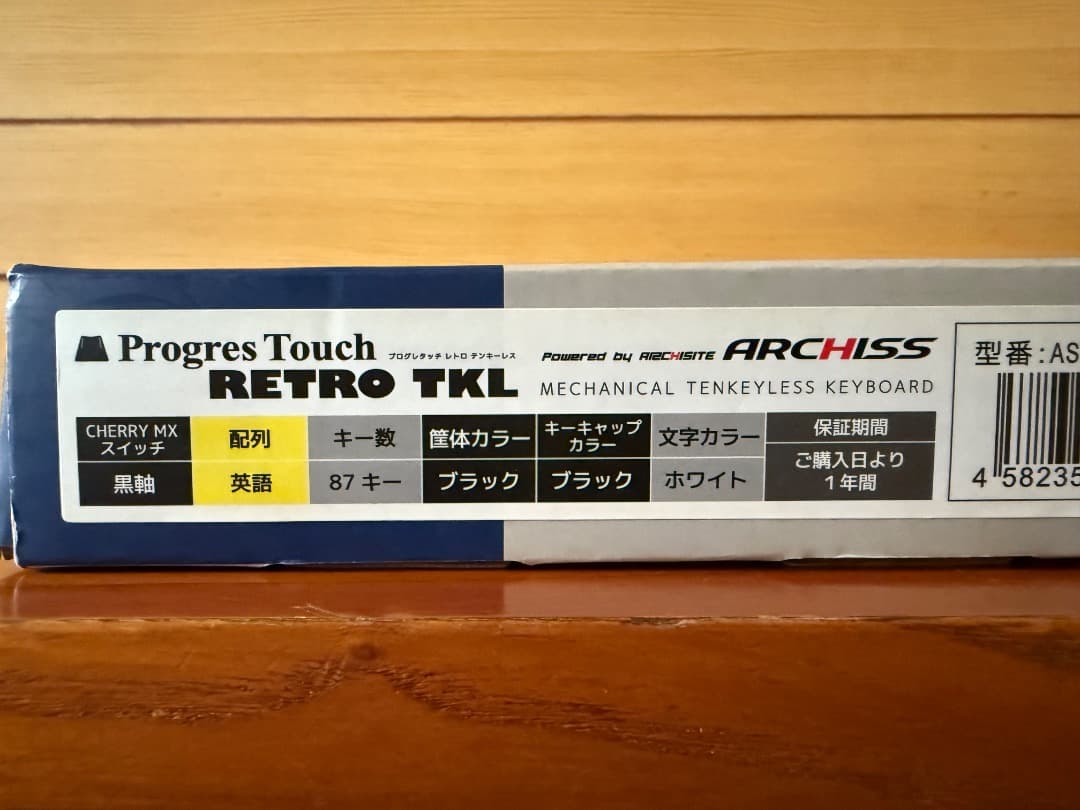 Progres Touch プログレタッチ レトロ テンキーレス
RETRO TKL
Powered by ARCHISITE ARCHISS
MECHANICAL TENKEYLESS KEYBOARD
CHERRY MX
スイッチ
黒軸
配列
英語
キー数
87 キー
筐体カラー
ブラック
キーキャップ
カラー
ブラック
文字カラー
ホワイト
保証期間
ご購入日より
1年間
型番:AS
4 58235